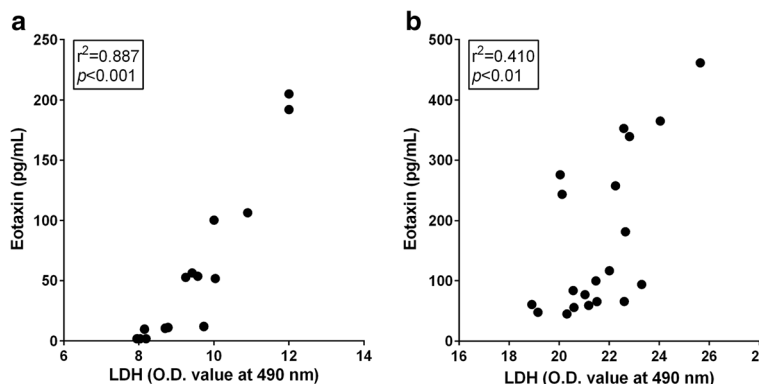 a
r²=0.887
p<0.001
Eotaxin (pg/mL)
250
200
150
100
50
0
6 8 10 12 14
LDH (O.D. value at 490 nm)
b
r²=0.410
p<0.01
Eotaxin (pg/mL)
500
400
300
200
100
0
16 18 20 22 24 26
LDH (O.D. value at 490 nm)